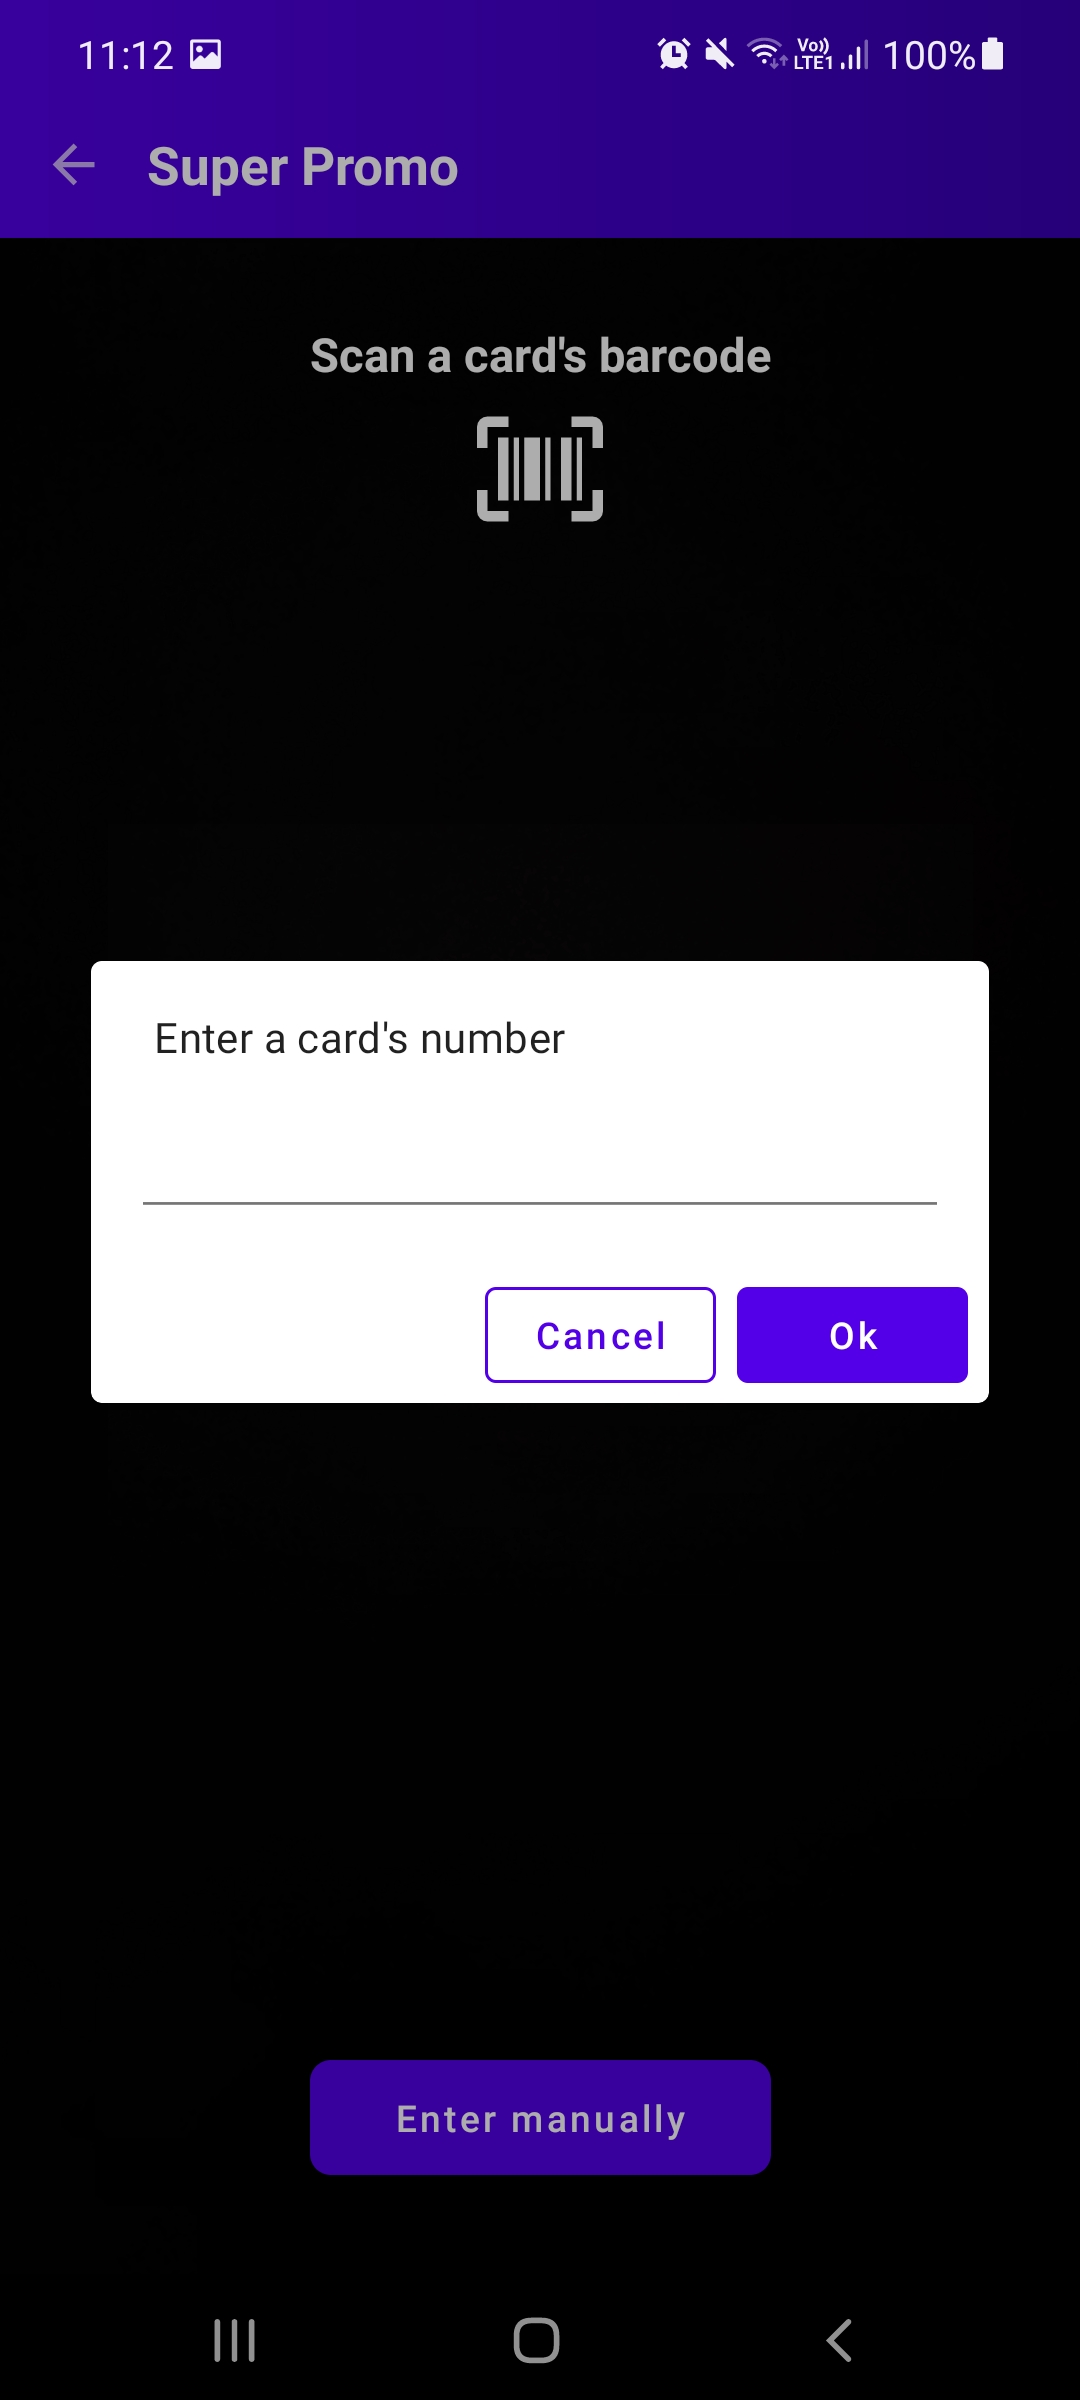 11:12 Vo)) LTE1 100%
Super Promo
Scan a card's barcode
Enter a card's number
Cancel Ok
Enter manually